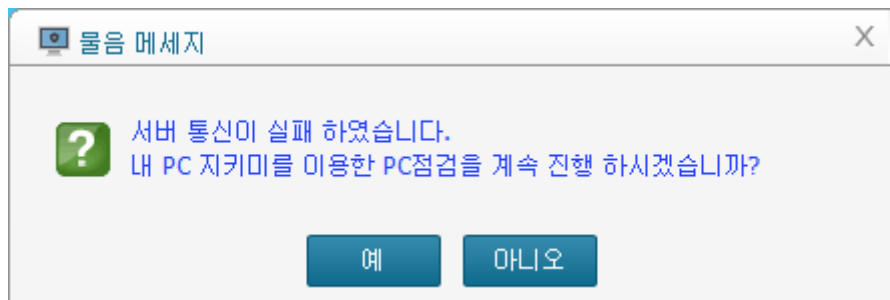 물음 메세지
X
서버 통신이 실패 하였습니다.
내 PC 지키미를 이용한 PC점검을 계속 진행 하시겠습니까?
예
아니오